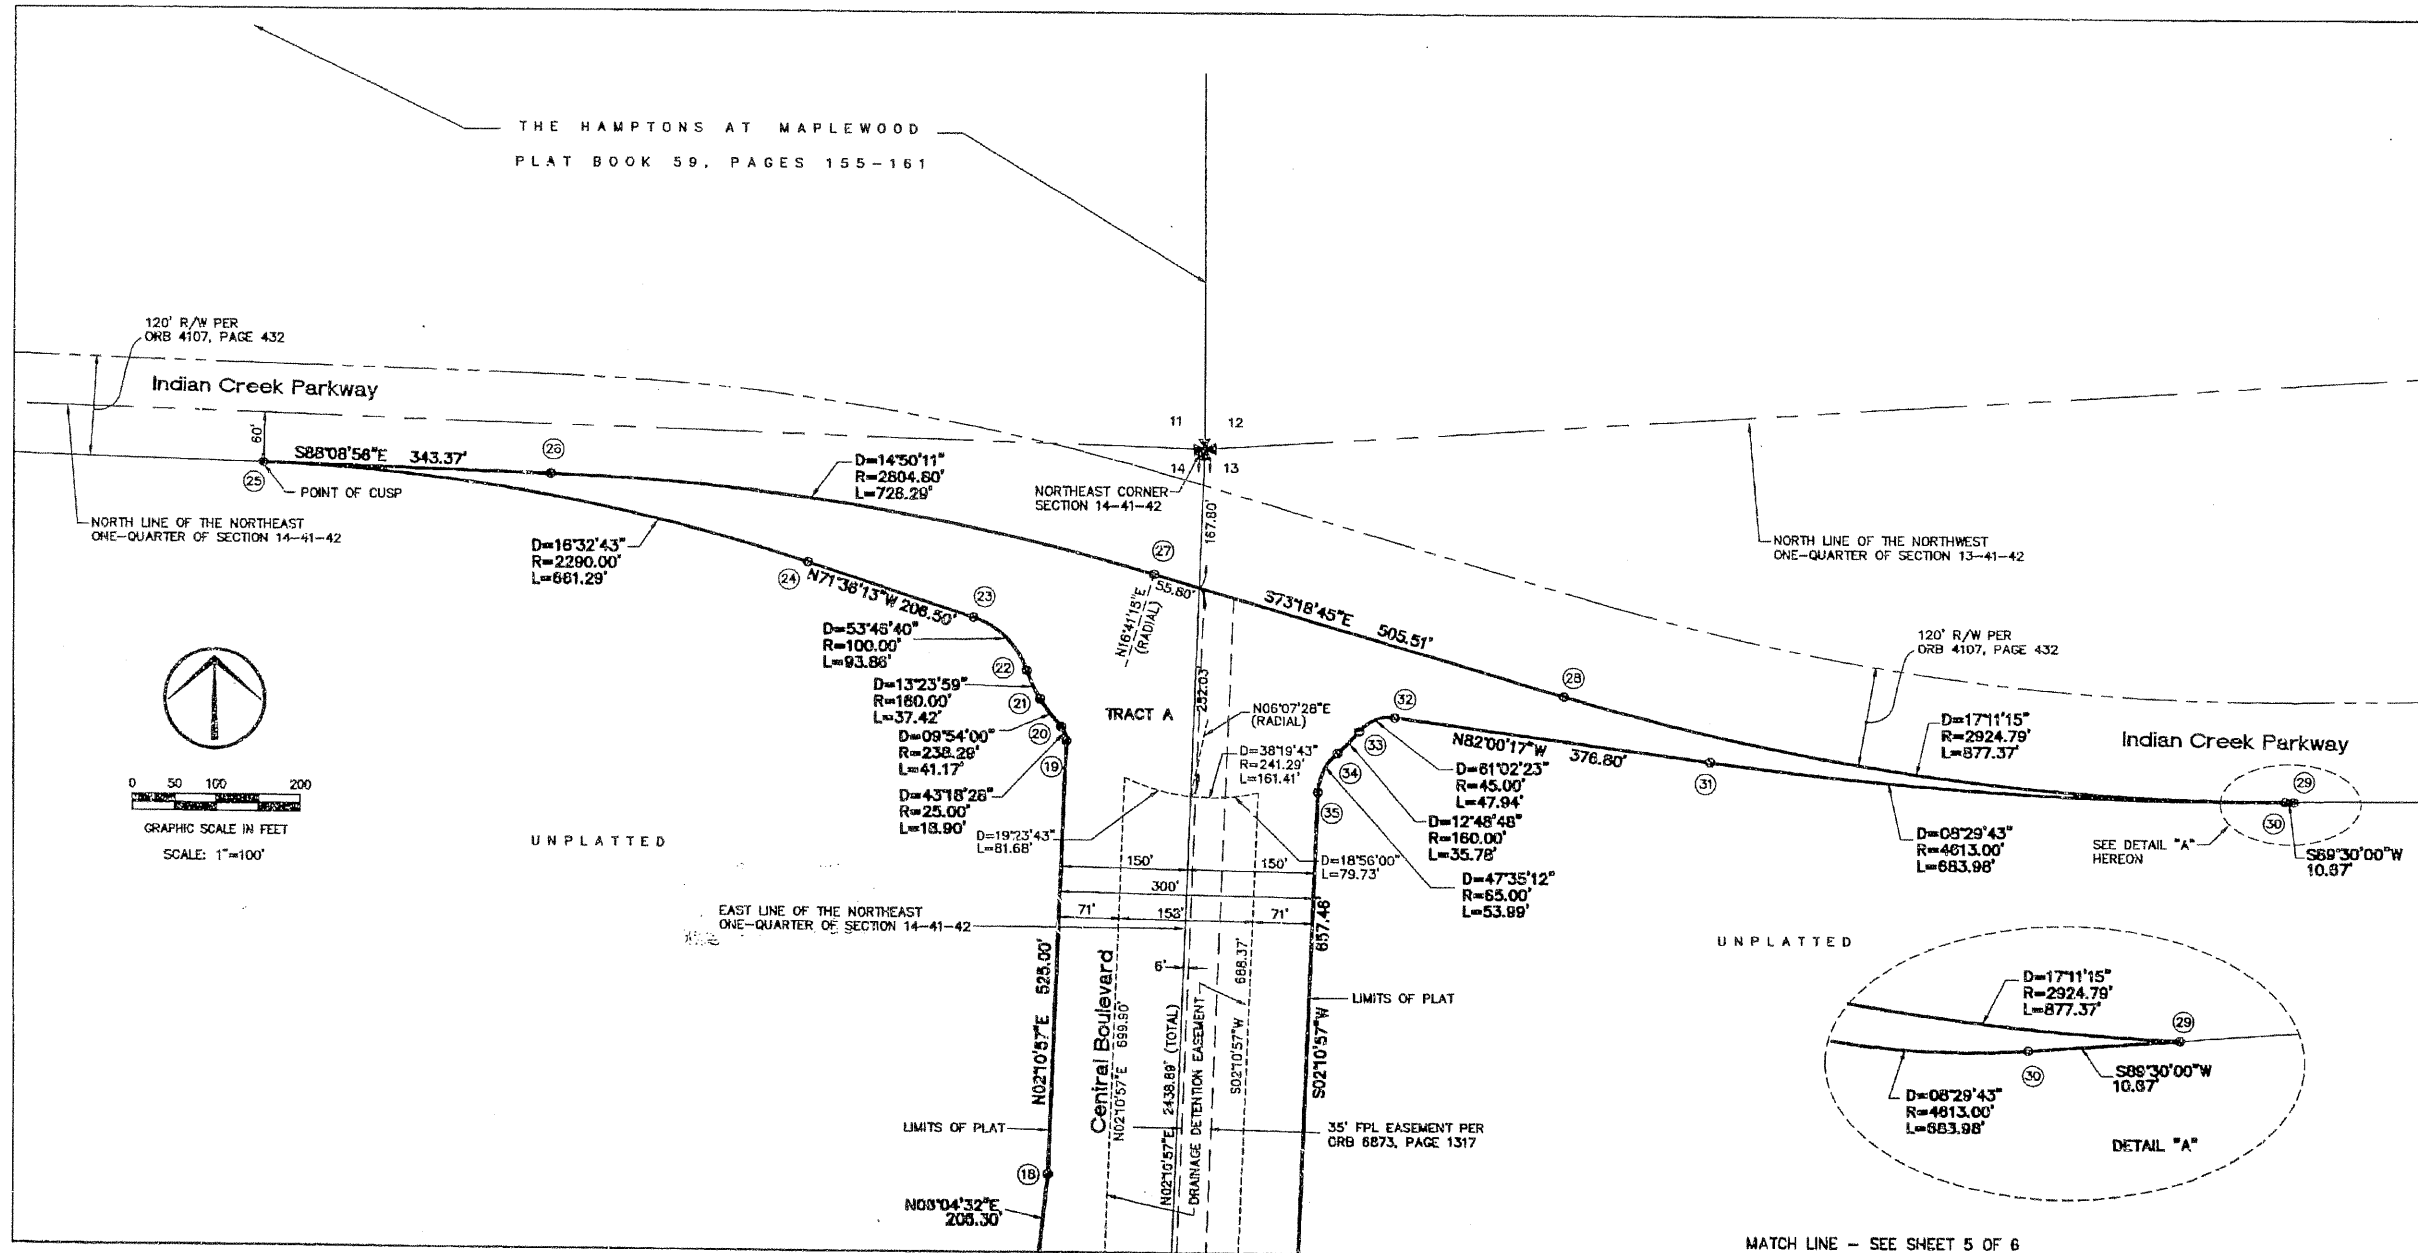 THE HAMPTONS AT MAPLEWOOD
PLAT BOOK 59, PAGES 155-161
120' R/W PER
ORB 4107, PAGE 432
Indian Creek Parkway
60'
11
12
14
13
S88°08'58"E 343.37'
26
25
POINT OF CUSP
NORTH LINE OF THE NORTHEAST
ONE-QUARTER OF SECTION 14-41-42
D=14°50'11"
R=2804.80'
L=726.29'
NORTHEAST CORNER
SECTION 14-41-42
167.80'
NORTH LINE OF THE NORTHWEST
ONE-QUARTER OF SECTION 13-41-42
D=16°32'43"
R=2290.00'
L=661.29'
24
N71°36'13"W 206.50'
23
27
55.80'
N16°41'15"E
(RADIAL)
S73°18'45"E 505.51'
120' R/W PER
ORB 4107, PAGE 432
D=53°46'40"
R=100.00'
L=93.86'
22
D=13°23'59"
R=160.00'
L=37.42'
21
D=09°54'00"
R=238.29'
L=41.17'
20
19
D=43°18'28"
R=25.00'
L=18.90'
TRACT A
252.03'
N06°07'28"E
(RADIAL)
D=38°19'43"
R=241.29'
L=161.41'
28
32
33
34
35
N82°00'17"W 376.80'
31
D=17°11'15"
R=2924.79'
L=877.37'
Indian Creek Parkway
29
30
SEE DETAIL "A"
HEREON
S89°30'00"W
10.67'
D=61°02'23"
R=45.00'
L=47.94'
D=12°48'48"
R=160.00'
L=35.78'
D=47°35'12"
R=65.00'
L=53.99'
D=08°29'43"
R=4613.00'
L=683.98'
0 50 100 200
GRAPHIC SCALE IN FEET
SCALE: 1"=100'
UNPLATTED
D=19°23'43"
L=81.68'
D=18°56'00"
L=79.73'
150'
150'
300'
71'
158'
71'
EAST LINE OF THE NORTHEAST
ONE-QUARTER OF SECTION 14-41-42
6'
N02°10'57"E 525.00'
Central Boulevard
N02°10'57"E 699.90'
N02°10'57"E 2438.89' (TOTAL)
DRAINAGE DETENTION EASEMENT
S02°10'57"W 688.37'
657.46'
S02°10'57"W
LIMITS OF PLAT
LIMITS OF PLAT
35' FPL EASEMENT PER
ORB 6873, PAGE 1317
18
206.30'
UNPLATTED
D=17°11'15"
R=2924.79'
L=877.37'
29
30
S89°30'00"W
10.67'
D=08°29'43"
R=4613.00'
L=683.98'
DETAIL "A"
MATCH LINE - SEE SHEET 5 OF 6